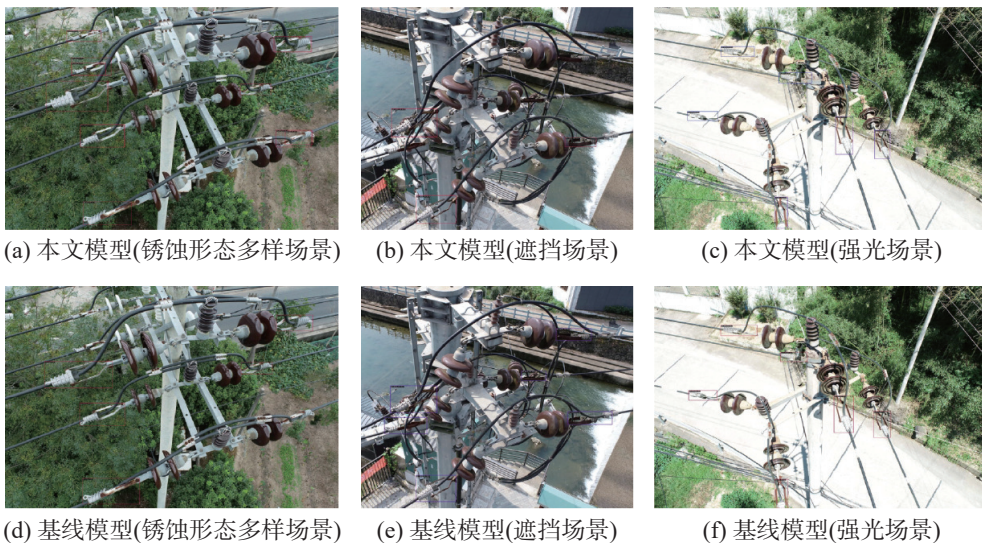 (a) 本文模型(锈蚀形态多样场景)
(b) 本文模型(遮挡场景)
(c) 本文模型(强光场景)
(d) 基线模型(锈蚀形态多样场景)
(e) 基线模型(遮挡场景)
(f) 基线模型(强光场景)